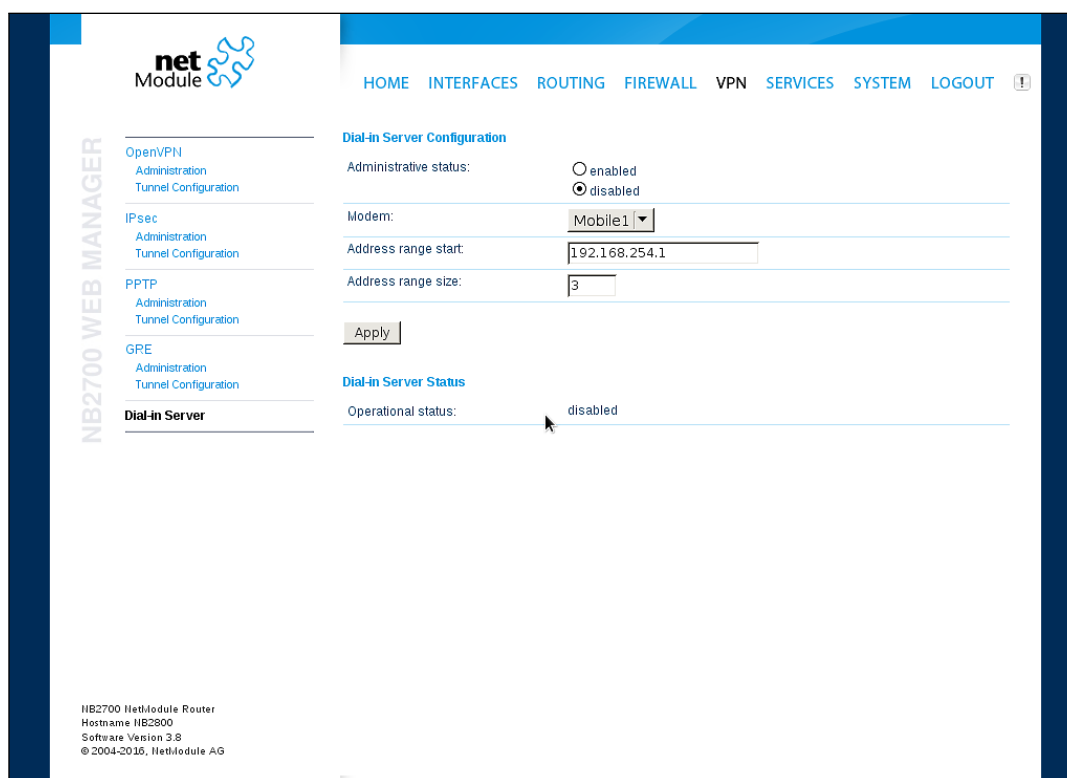 net
Module
HOME INTERFACES ROUTING FIREWALL VPN SERVICES SYSTEM LOGOUT !
NB2700 WEB MANAGER
OpenVPN
Administration
Tunnel Configuration
IPsec
Administration
Tunnel Configuration
PPTP
Administration
Tunnel Configuration
GRE
Administration
Tunnel Configuration
Dial-in Server
Dial-in Server Configuration
Administrative status: enabled
disabled
Modem: Mobile1
Address range start: 192.168.254.1
Address range size: 3
Apply
Dial-in Server Status
Operational status: disabled
NB2700 NetModule Router
Hostname NB2800
Software Version 3.8
© 2004-2016, NetModule AG